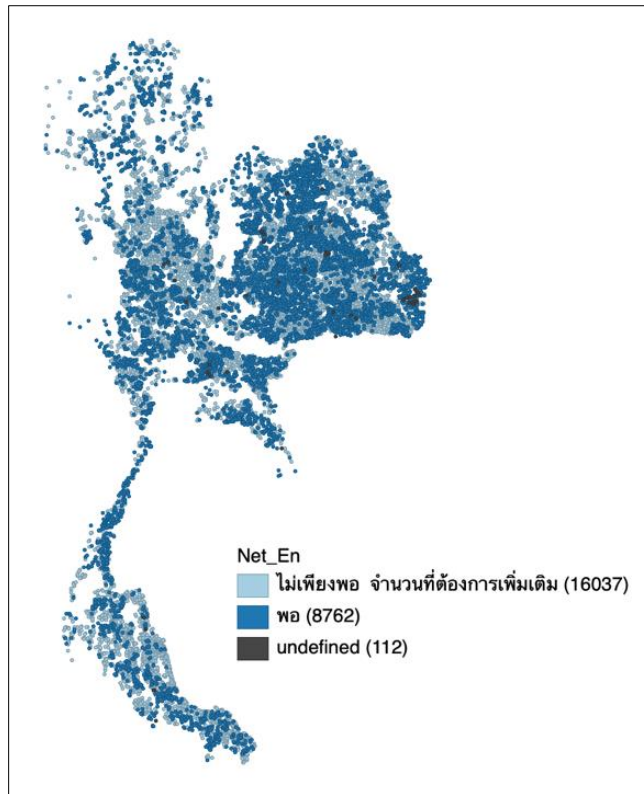 Net_En
ไม่เพียงพอ จำนวนที่ต้องการเพิ่มเติม (16037)
พอ (8762)
undefined (112)